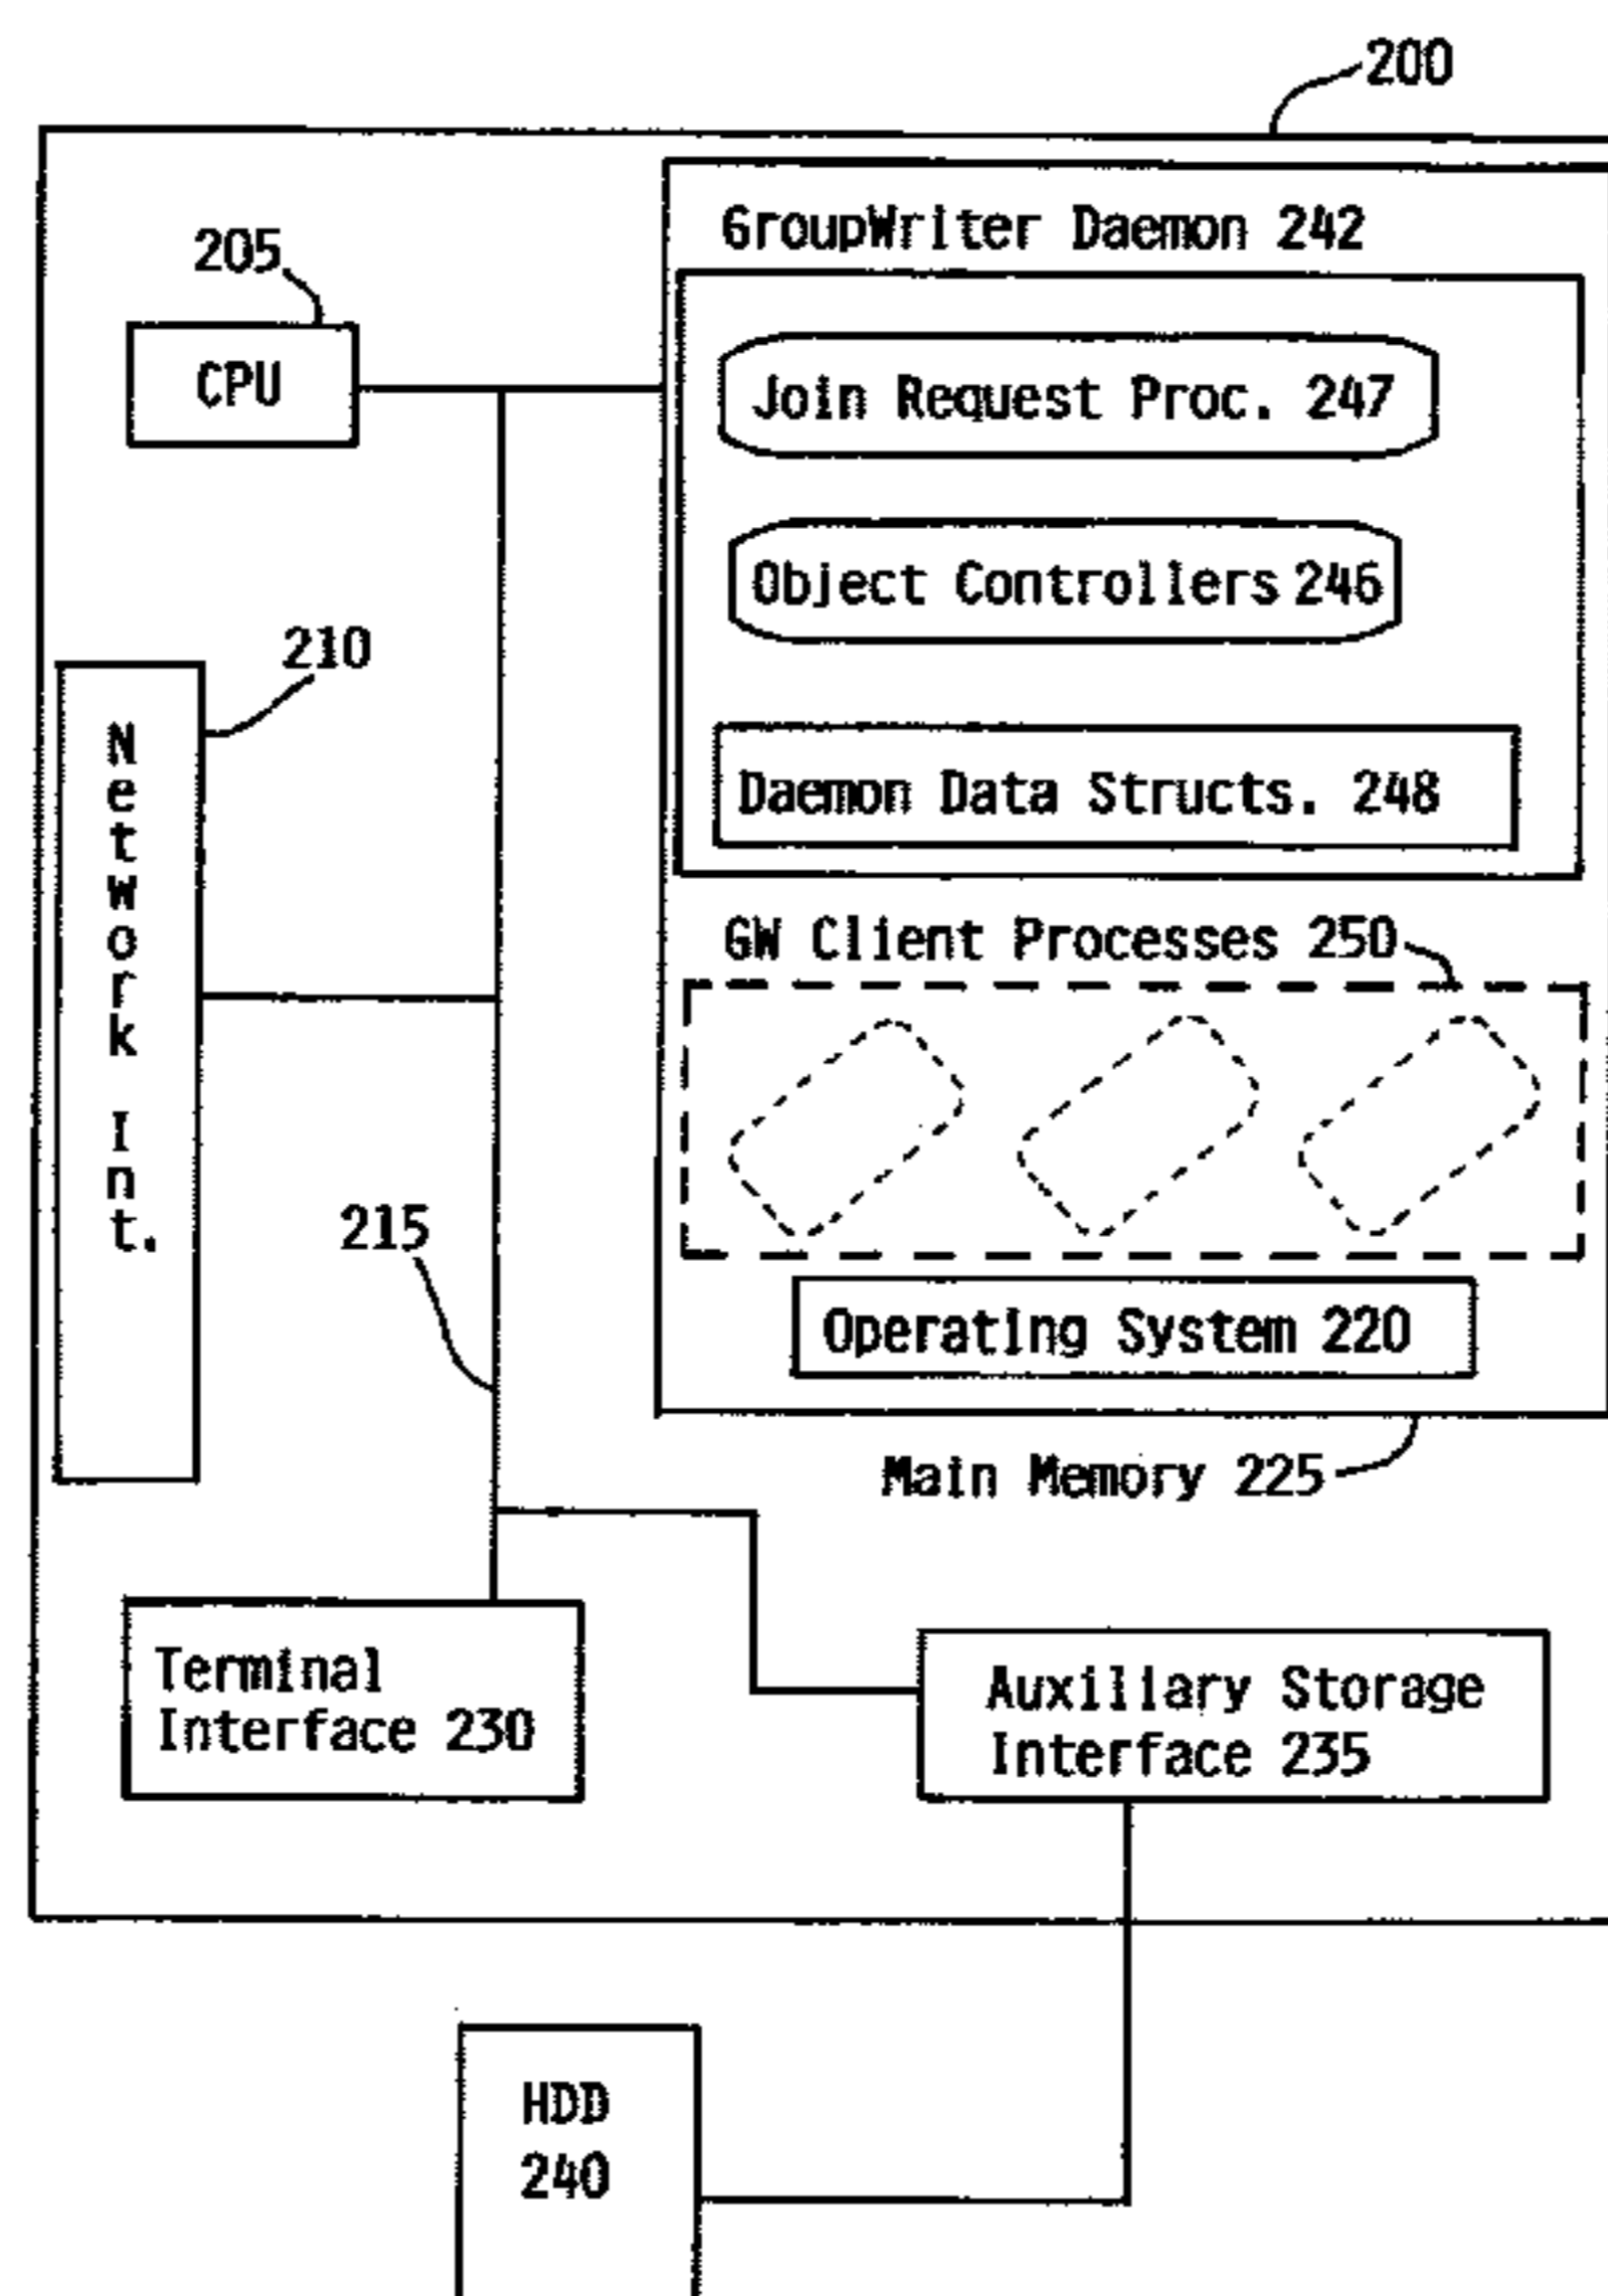 200
GroupWriter Daemon 242
205
CPU
Join Request Proc. 247
Object Controllers 246
210
Network Int.
Daemon Data Structs. 248
GW Client Processes 250
215
Operating System 220
Main Memory 225
Terminal
Interface 230
Auxiliary Storage
Interface 235
HDD
240